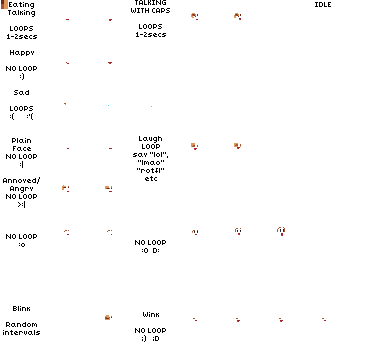 Eating
Talking
LOOPS
1-2secs
TALKING
WITH CAPS
LOOPS
1-2secs
IDLE
Happy
NO LOOP
:)
Sad
LOOPS
:( :'(
Plain
Face
NO LOOP
:|
Laugh
LOOP
say "lol",
"lmao"
"rotfl"
etc
Annoyed/
Angry
NO LOOP
>:|
NO LOOP
:o
NO LOOP
:O D:
Blink
Random
intervals
Wink
NO LOOP
;) ;D